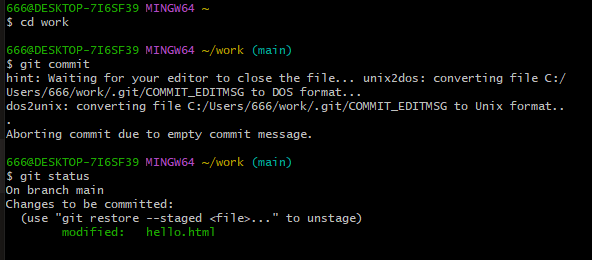 666@DESKTOP-7I6SF39 MINGW64 ~
$ cd work
666@DESKTOP-7I6SF39 MINGW64 ~/work (main)
$ git commit
hint: Waiting for your editor to close the file... unix2dos: converting file C:/
Users/666/work/.git/COMMIT_EDITMSG to DOS format...
dos2unix: converting file C:/Users/666/work/.git/COMMIT_EDITMSG to Unix format..
.
Aborting commit due to empty commit message.
666@DESKTOP-7I6SF39 MINGW64 ~/work (main)
$ git status
On branch main
Changes to be committed:
  (use "git restore --staged <file>..." to unstage)
        modified:   hello.html